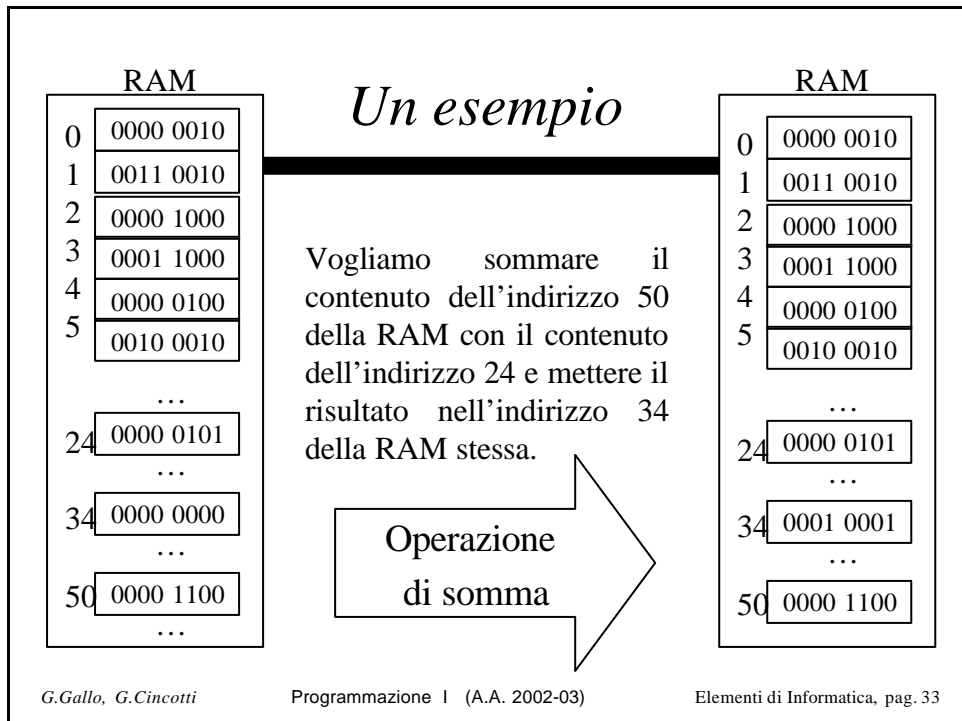 Un esempio
RAM
0 0000 0010
1 0011 0010
2 0000 1000
3 0001 1000
4 0000 0100
5 0010 0010
…
24 0000 0101
…
34 0000 0000
…
50 0000 1100
…
Vogliamo sommare il
contenuto dell'indirizzo 50
della RAM con il contenuto
dell'indirizzo 24 e mettere il
risultato nell'indirizzo 34
della RAM stessa.
Operazione
di somma
RAM
0 0000 0010
1 0011 0010
2 0000 1000
3 0001 1000
4 0000 0100
5 0010 0010
…
24 0000 0101
…
34 0001 0001
…
50 0000 1100
G.Gallo, G.Cincotti
Programmazione I (A.A. 2002-03)
Elementi di Informatica, pag. 33